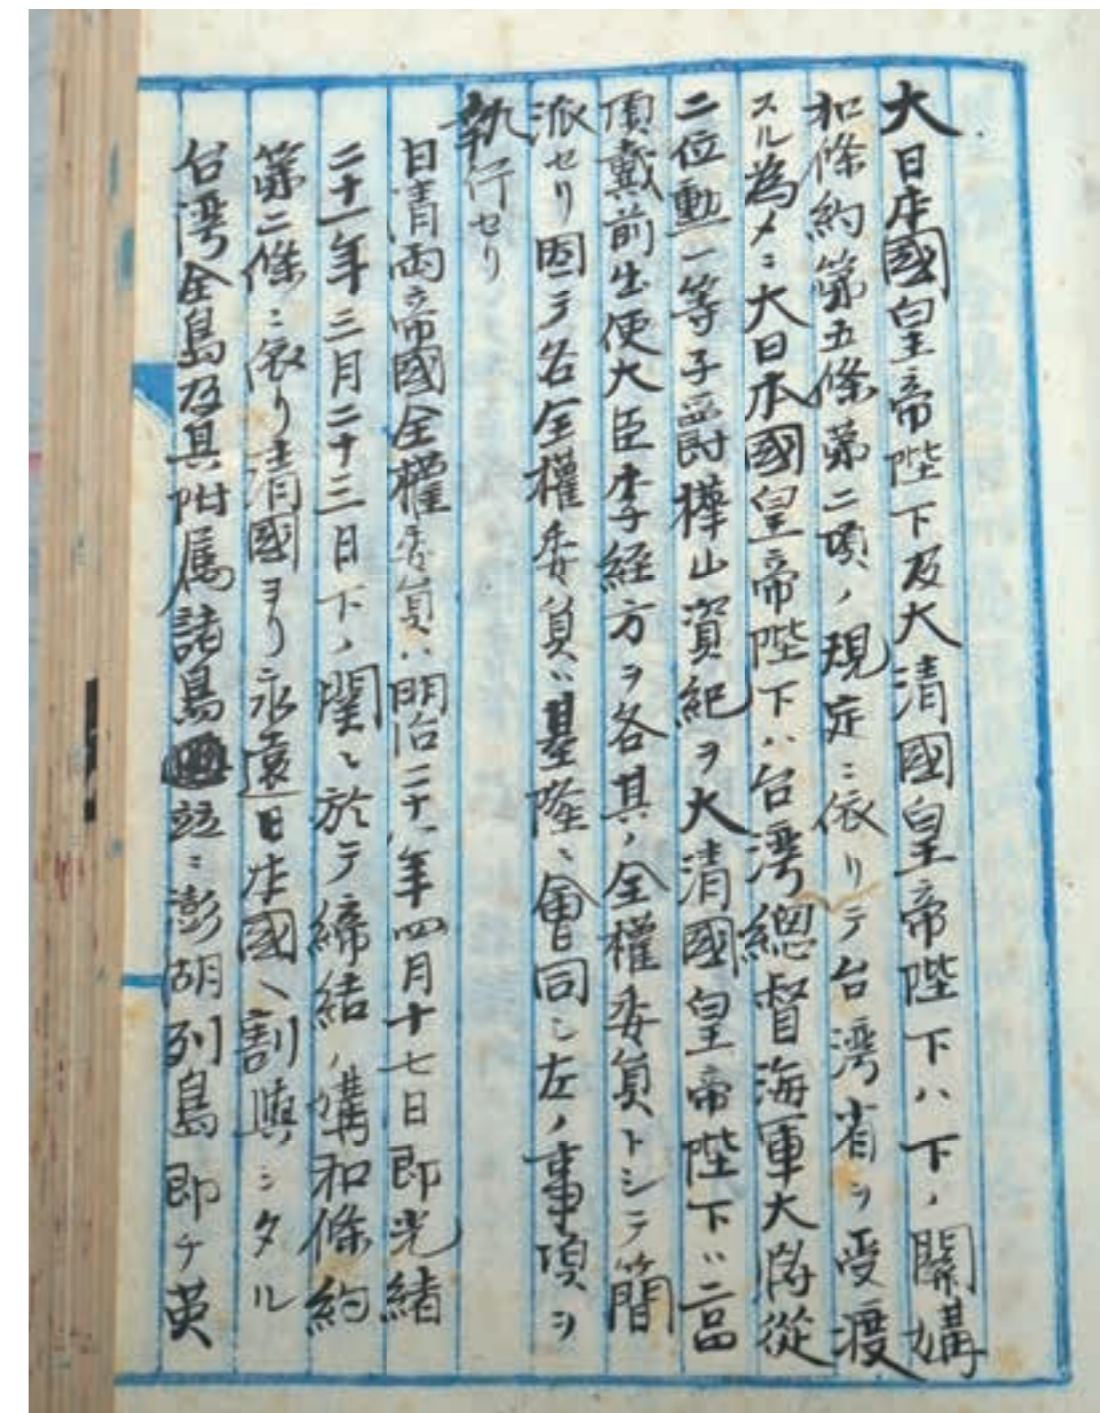 大日本國皇帝陛下及大清國皇帝陛下ハ下ノ關講
和條約第五條第二項ノ規定ニ依リテ台湾省ヲ受渡
スル為メニ大日本國皇帝陛下ハ台湾總督海軍大将從
二位勳一等子爵樺山資紀ヲ大清國皇帝陛下ハ二品
頂戴前出使大臣李経方ヲ各其ノ全權委員トシテ簡
派セリ因テ各全權委員ハ基隆ニ會同シ左ノ事項ヲ
執行セリ
日清両帝國全權委員ハ明治二十八年四月十七日即光緒
二十一年三月二十三日下ノ関ニ於テ締結ノ講和條約
第二條ニ依リ清國ヨリ永遠日本國ヘ割與シタル
台湾全島及其附属諸島並ニ澎湖列島即チ英